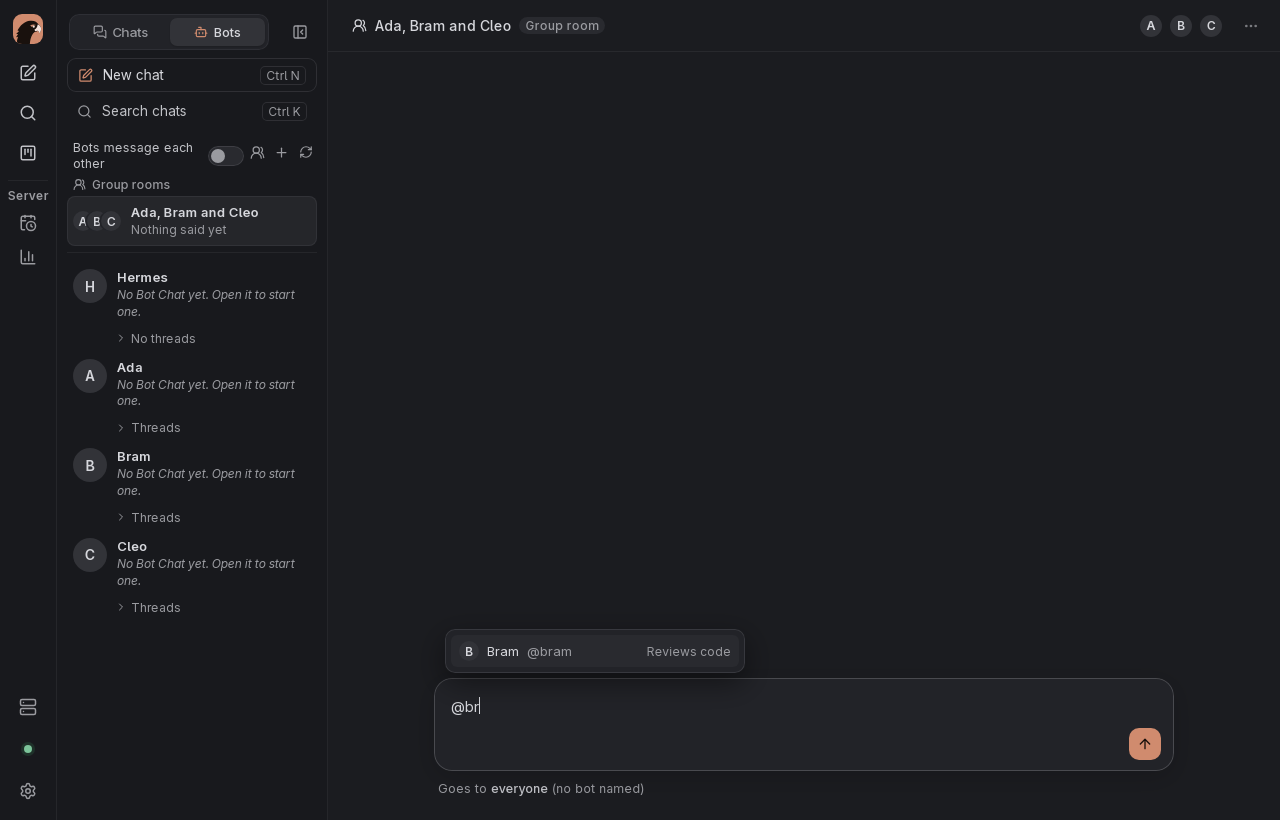 Chats
Bots
New chat
Ctrl N
Search chats
Ctrl K
Bots message each
other
Group rooms
A B C
Ada, Bram and Cleo
Nothing said yet
H
Hermes
No Bot Chat yet. Open it to start
one.
No threads
A
Ada
No Bot Chat yet. Open it to start
one.
Threads
B
Bram
No Bot Chat yet. Open it to start
one.
Threads
C
Cleo
No Bot Chat yet. Open it to start
one.
Threads
Server
Ada, Bram and Cleo
Group room
A B C
B Bram @bram Reviews code
@br
Goes to everyone (no bot named)